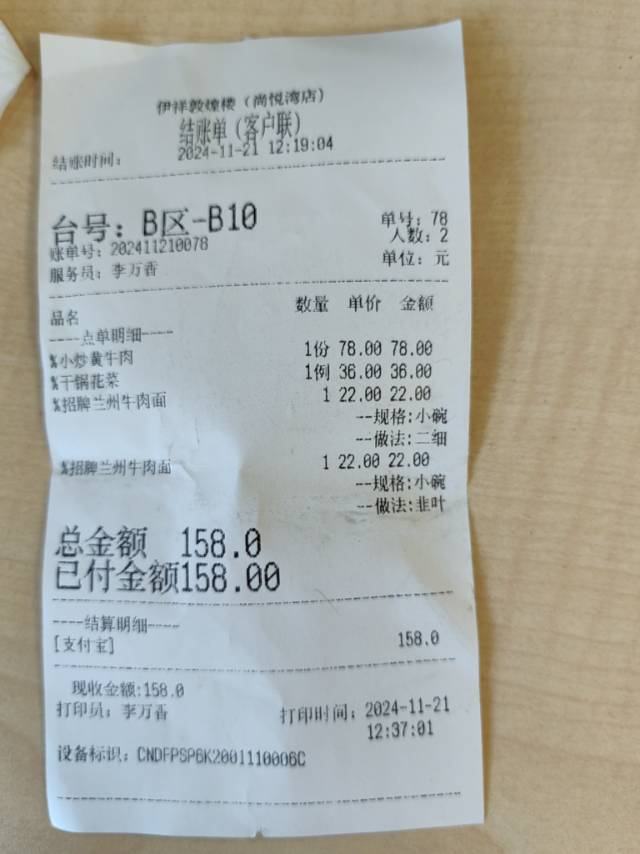 伊祥敦煌楼（尚悦湾店）
结账单（客户联）
结账时间： 2024-11-21 12:19:04
台号：B区-B10 单号：78
账单号：202411210078 人数：2
服务员：李万香 单位：元
品名 数量 单价 金额
----点单明细----
%小炒黄牛肉 1份 78.00 78.00
%干锅花菜 1例 36.00 36.00
%招牌兰州牛肉面 1 22.00 22.00
--规格:小碗
--做法:二细
%招牌兰州牛肉面 1 22.00 22.00
--规格:小碗
--做法:韭叶
总金额 158.0
已付金额158.00
----结算明细----
[支付宝] 158.0
现收金额:158.0
打印员：李万香 打印时间：2024-11-21
12:37:01
设备标识：CNDFPSP6K2001110006C